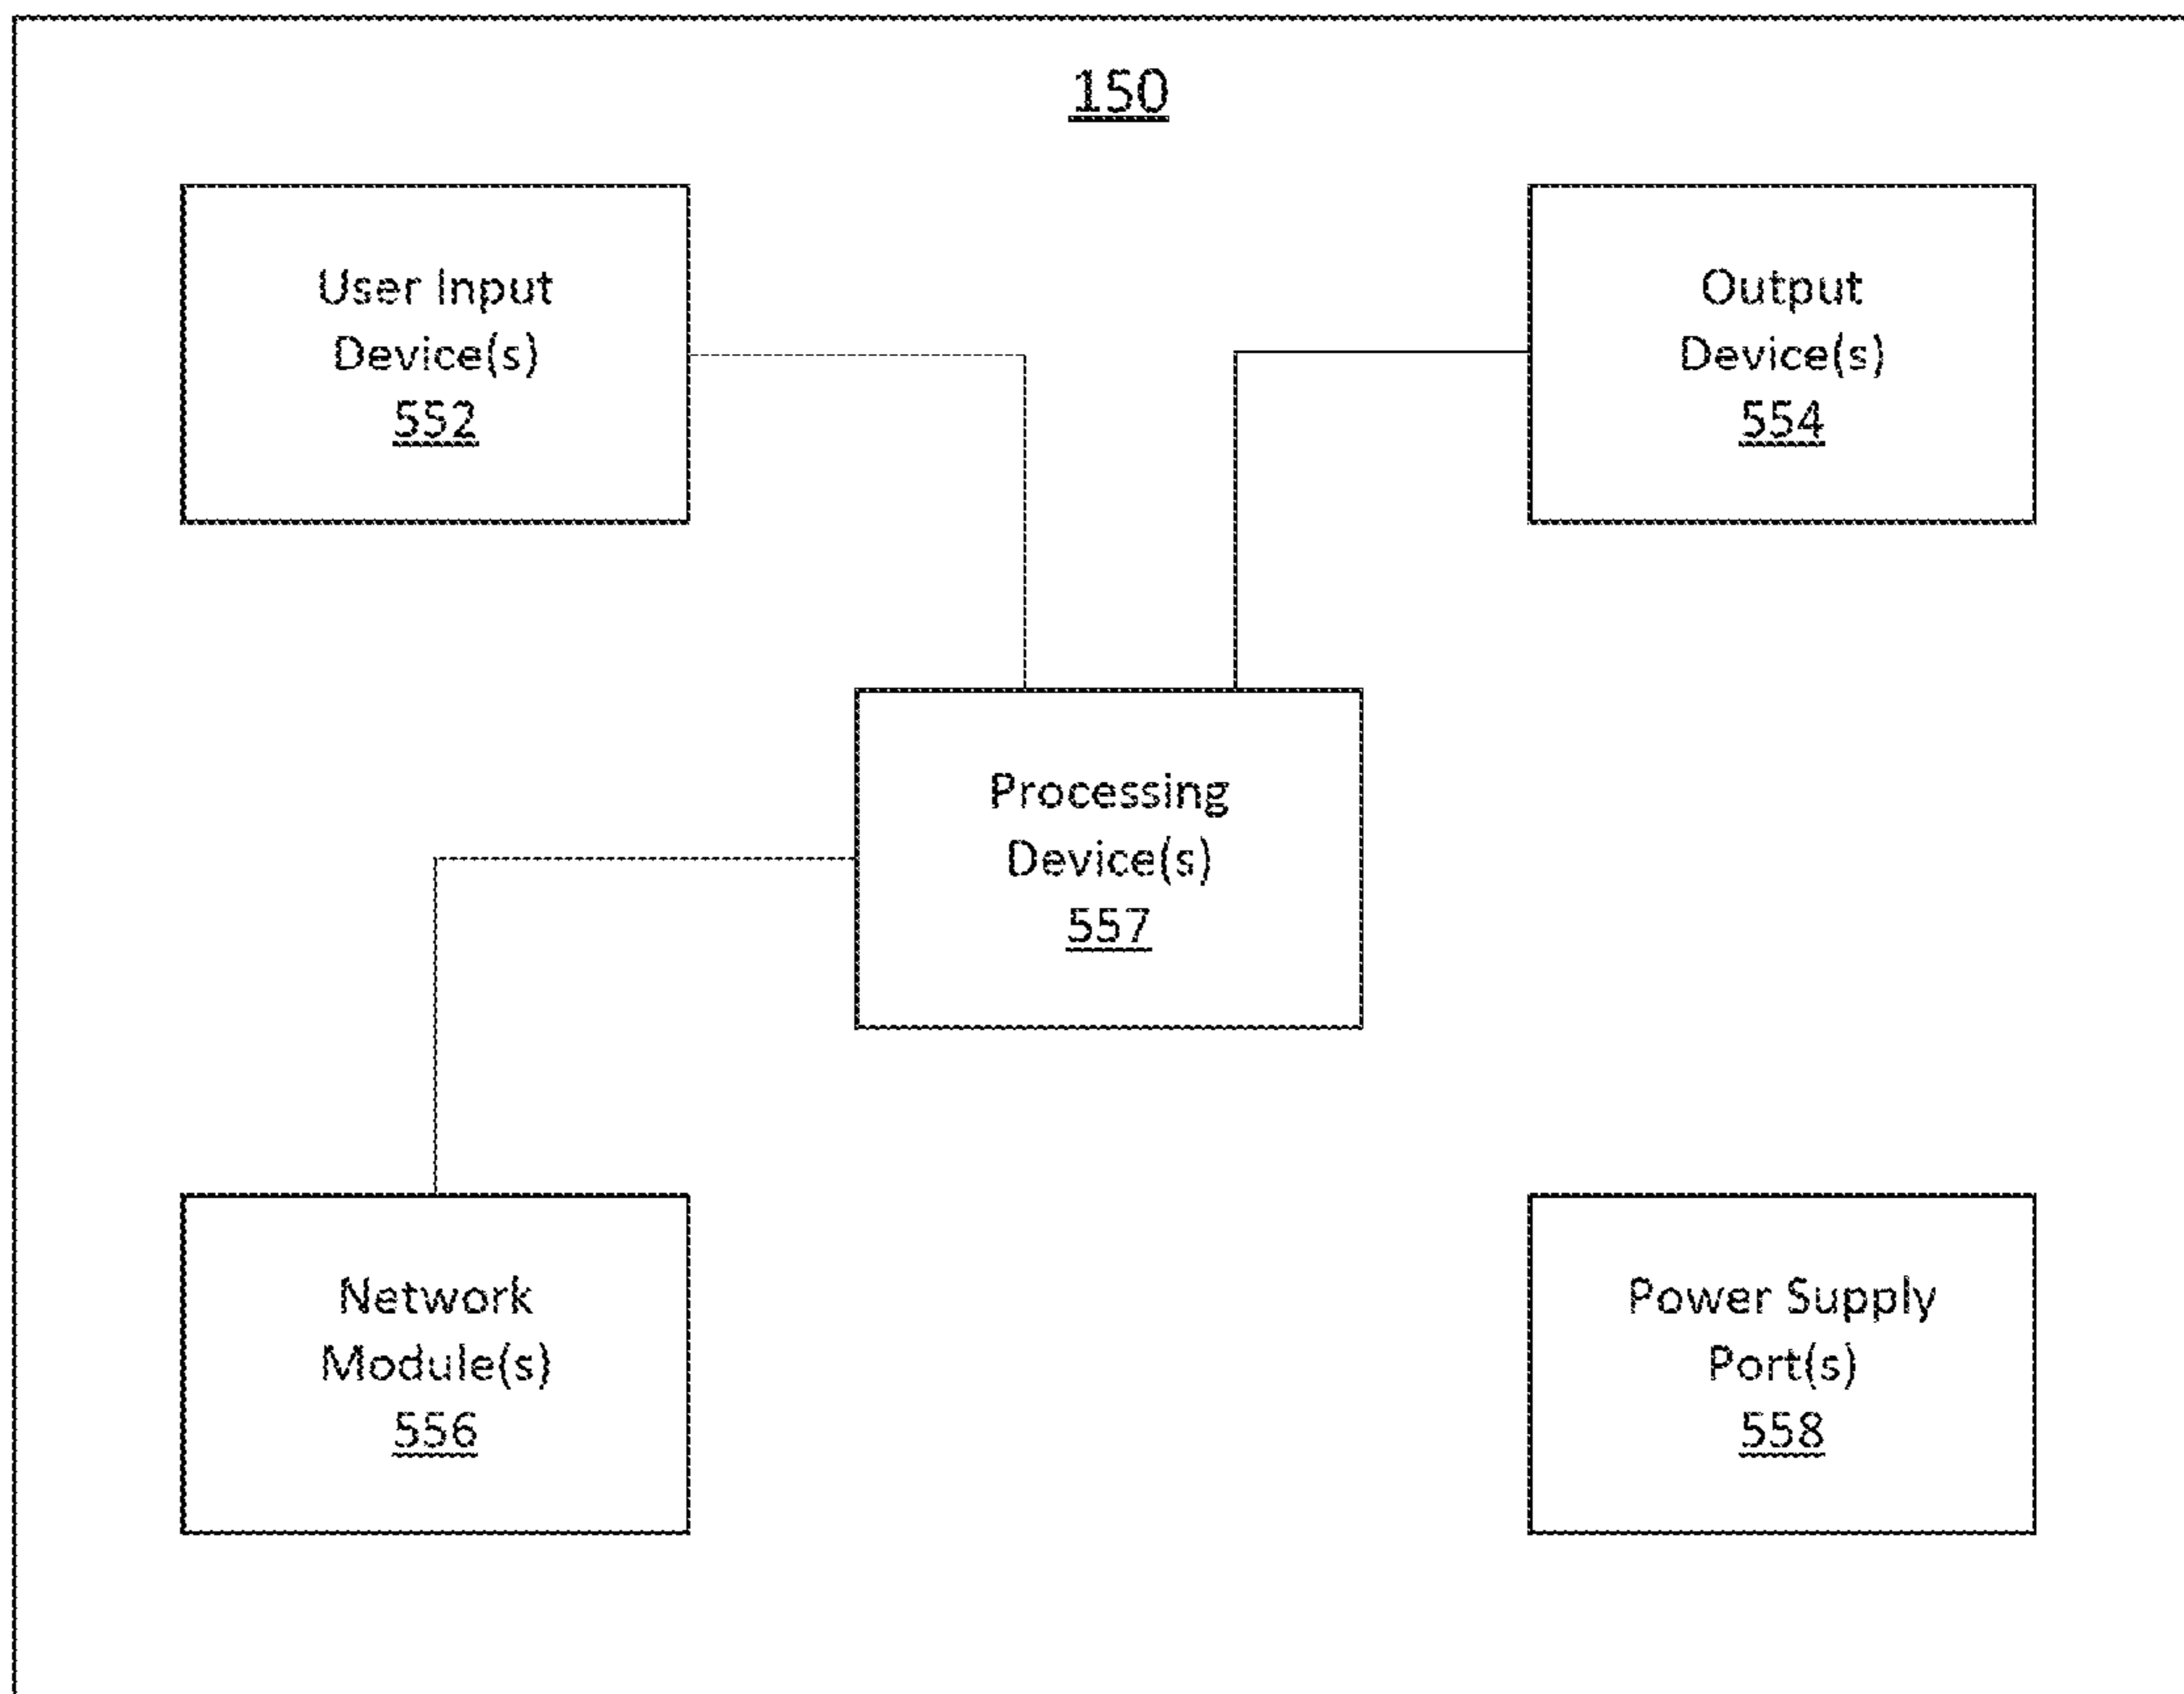 150
User Input
Device(s)
552
Output
Device(s)
554
Processing
Device(s)
557
Network
Module(s)
556
Power Supply
Port(s)
558